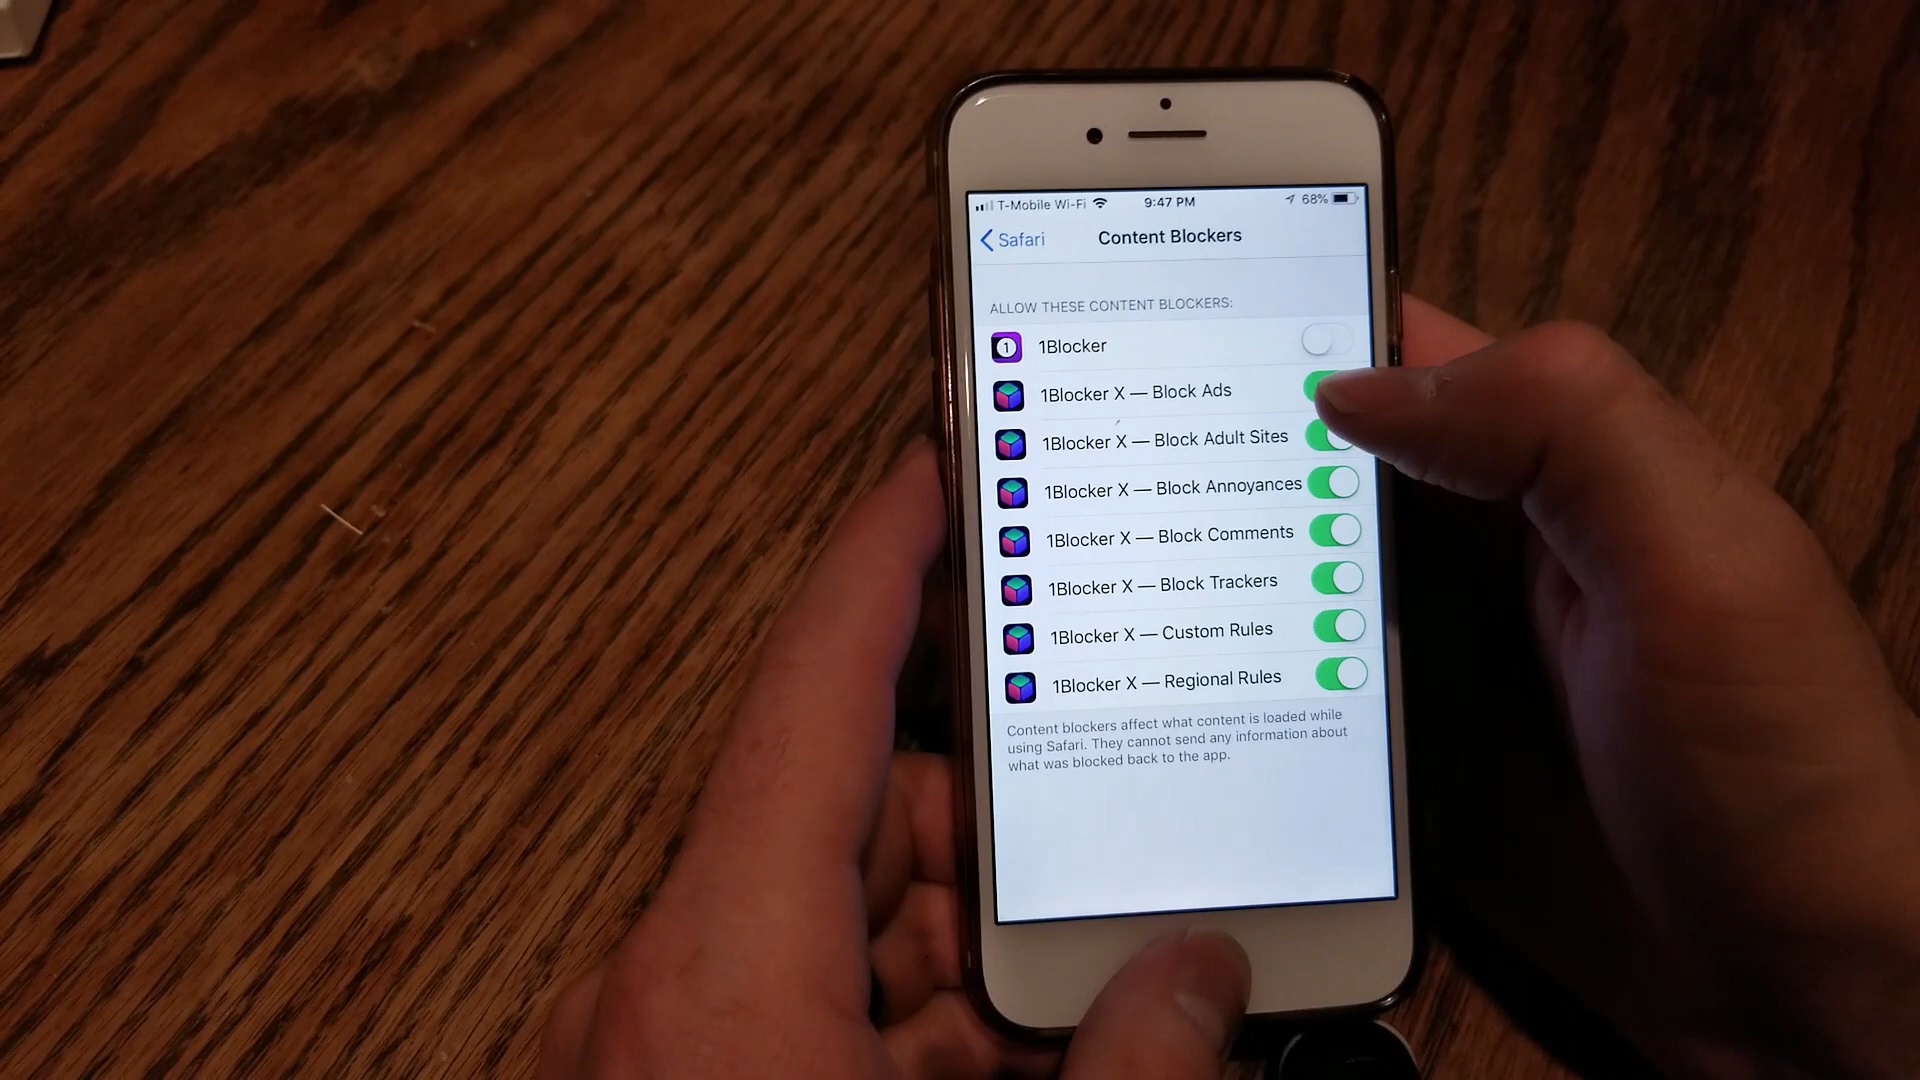 T-Mobile Wi-Fi 9:47 PM 68%
Safari Content Blockers
ALLOW THESE CONTENT BLOCKERS:
1 1Blocker
1Blocker X — Block Ads
1Blocker X — Block Adult Sites
1Blocker X — Block Annoyances
1Blocker X — Block Comments
1Blocker X — Block Trackers
1Blocker X — Custom Rules
1Blocker X — Regional Rules
Content blockers affect what content is loaded while
using Safari. They cannot send any information about
what was blocked back to the app.